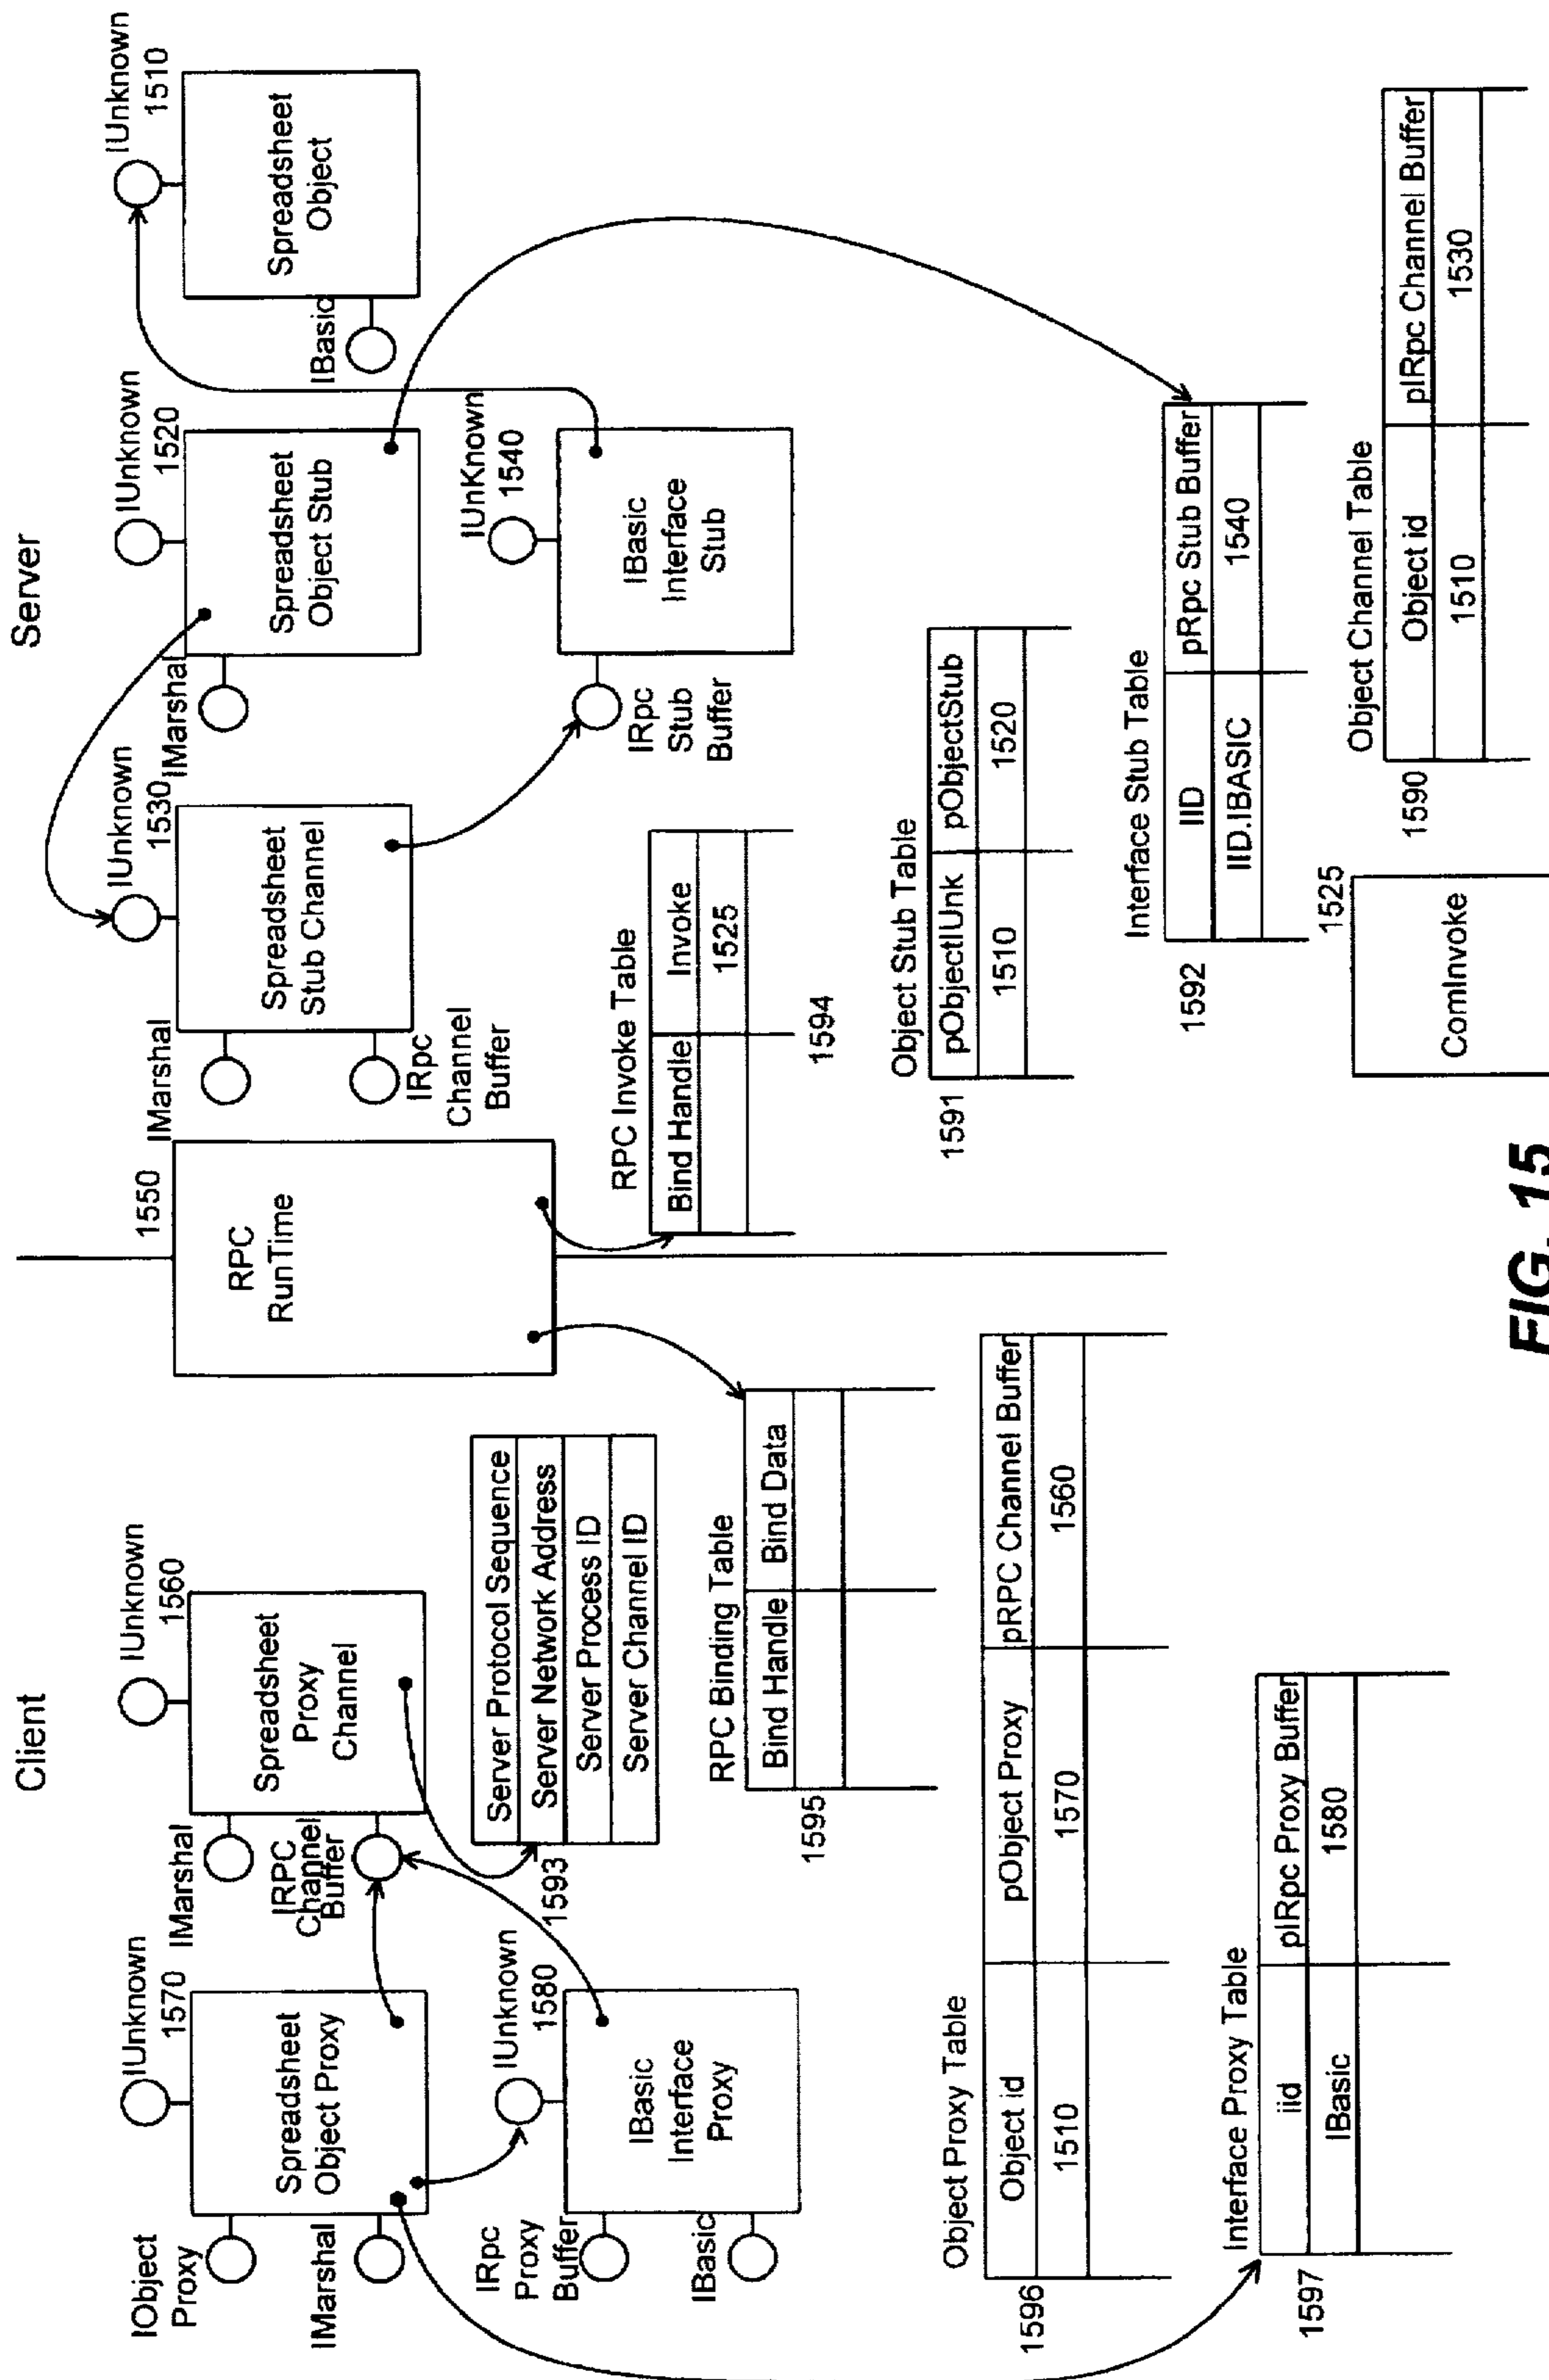 Client
Server
IObject
Proxy
IMarshal
IUnknown
1570
Spreadsheet
Object Proxy
IRpc
Proxy
Buffer
IBasic
IUnknown
1580
IBasic
Interface
Proxy
IMarshal
IRPC
Channel
Buffer
IUnknown
1560
Spreadsheet
Proxy
Channel
1593
Server Protocol Sequence
Server Network Address
Server Process ID
Server Channel ID
RPC Binding Table
Bind Handle
Bind Data
1595
Object Proxy Table
Object id
pObject Proxy
pRPC Channel Buffer
1510
1570
1560
1596
Interface Proxy Table
iid
pIRpc Proxy Buffer
IBasic
1580
1597
1550
RPC
RunTime
IMarshal
IRpc
Channel
Buffer
IUnknown
1530
Spreadsheet
Stub Channel
IMarshal
IUnknown
1520
Spreadsheet
Object Stub
IUnknown
1510
Spreadsheet
Object
IBasic
IUnKnown
1540
IBasic
Interface
Stub
IRpc
Stub
Buffer
RPC Invoke Table
Bind Handle
Invoke
1525
1594
Object Stub Table
pObjectIUnk
pObjectStub
1510
1520
1591
Interface Stub Table
IID
pRpc Stub Buffer
IID.IBASIC
1540
1592
Object Channel Table
Object id
pIRpc Channel Buffer
1510
1530
1590
1525
ComInvoke
FIG. 15